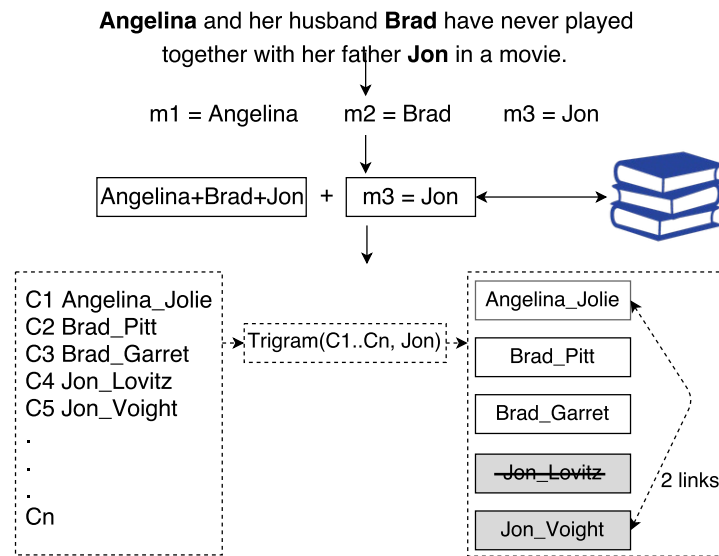 Angelina and her husband Brad have never played
together with her father Jon in a movie.
m1 = Angelina m2 = Brad m3 = Jon
Angelina+Brad+Jon + m3 = Jon
C1 Angelina_Jolie
C2 Brad_Pitt
C3 Brad_Garret
C4 Jon_Lovitz
C5 Jon_Voight
.
.
.
Cn
Trigram(C1..Cn, Jon)
Angelina_Jolie
Brad_Pitt
Brad_Garret
Jon_Lovitz
2 links
Jon_Voight